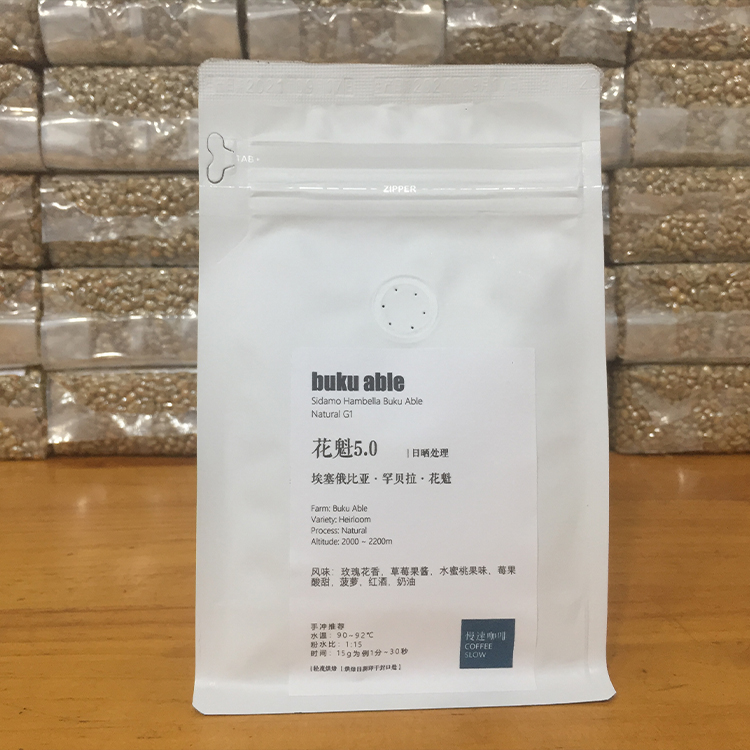 ZIPPER
buku able
Sidamo Hambella Buku Able
Natural G1
花魁5.0 |日晒处理
埃塞俄比亚·罕贝拉·花魁
Farm: Buku Able
Variety: Heirloom
Process: Natural
Altitude: 2000 ~ 2200m
风味：玫瑰花香、草莓果酱、水蜜桃果味、莓果
酸甜、菠萝、红酒、奶油
手冲推荐
水温：90~92℃
粉水比：1:15
时间：15g为例1分~30秒
慢逹咖啡
COFFEE
SLOW